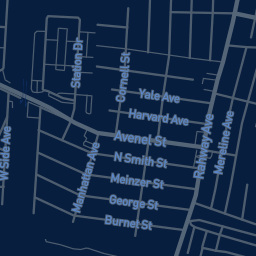 Station Dr
Cornell St
Yale Ave
Harvard Ave
Avenel St
N Smith St
Meinzer St
George St
Burnet St
Manhattan Ave
W Side Ave
Rahway Ave
Meredine Ave